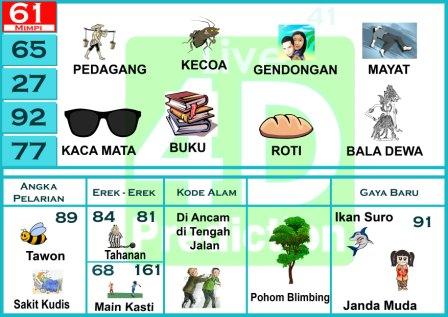 61
MIMPI
65
27
92
77
41
PEDAGANG
KECOA
GENDONGAN
MAYAT
KACA MATA
BUKU
ROTI
BALA DEWA
Live
4D
Prediction
ANGKA
PELARIAN
EREK - EREK
KODE ALAM
GAYA BARU
89
Tawon
Sakit Kudis
84
81
Tahanan
68
161
Main Kasti
Di Ancam
di Tengah
Jalan
Pohom Blimbing
Ikan Suro
91
Janda Muda